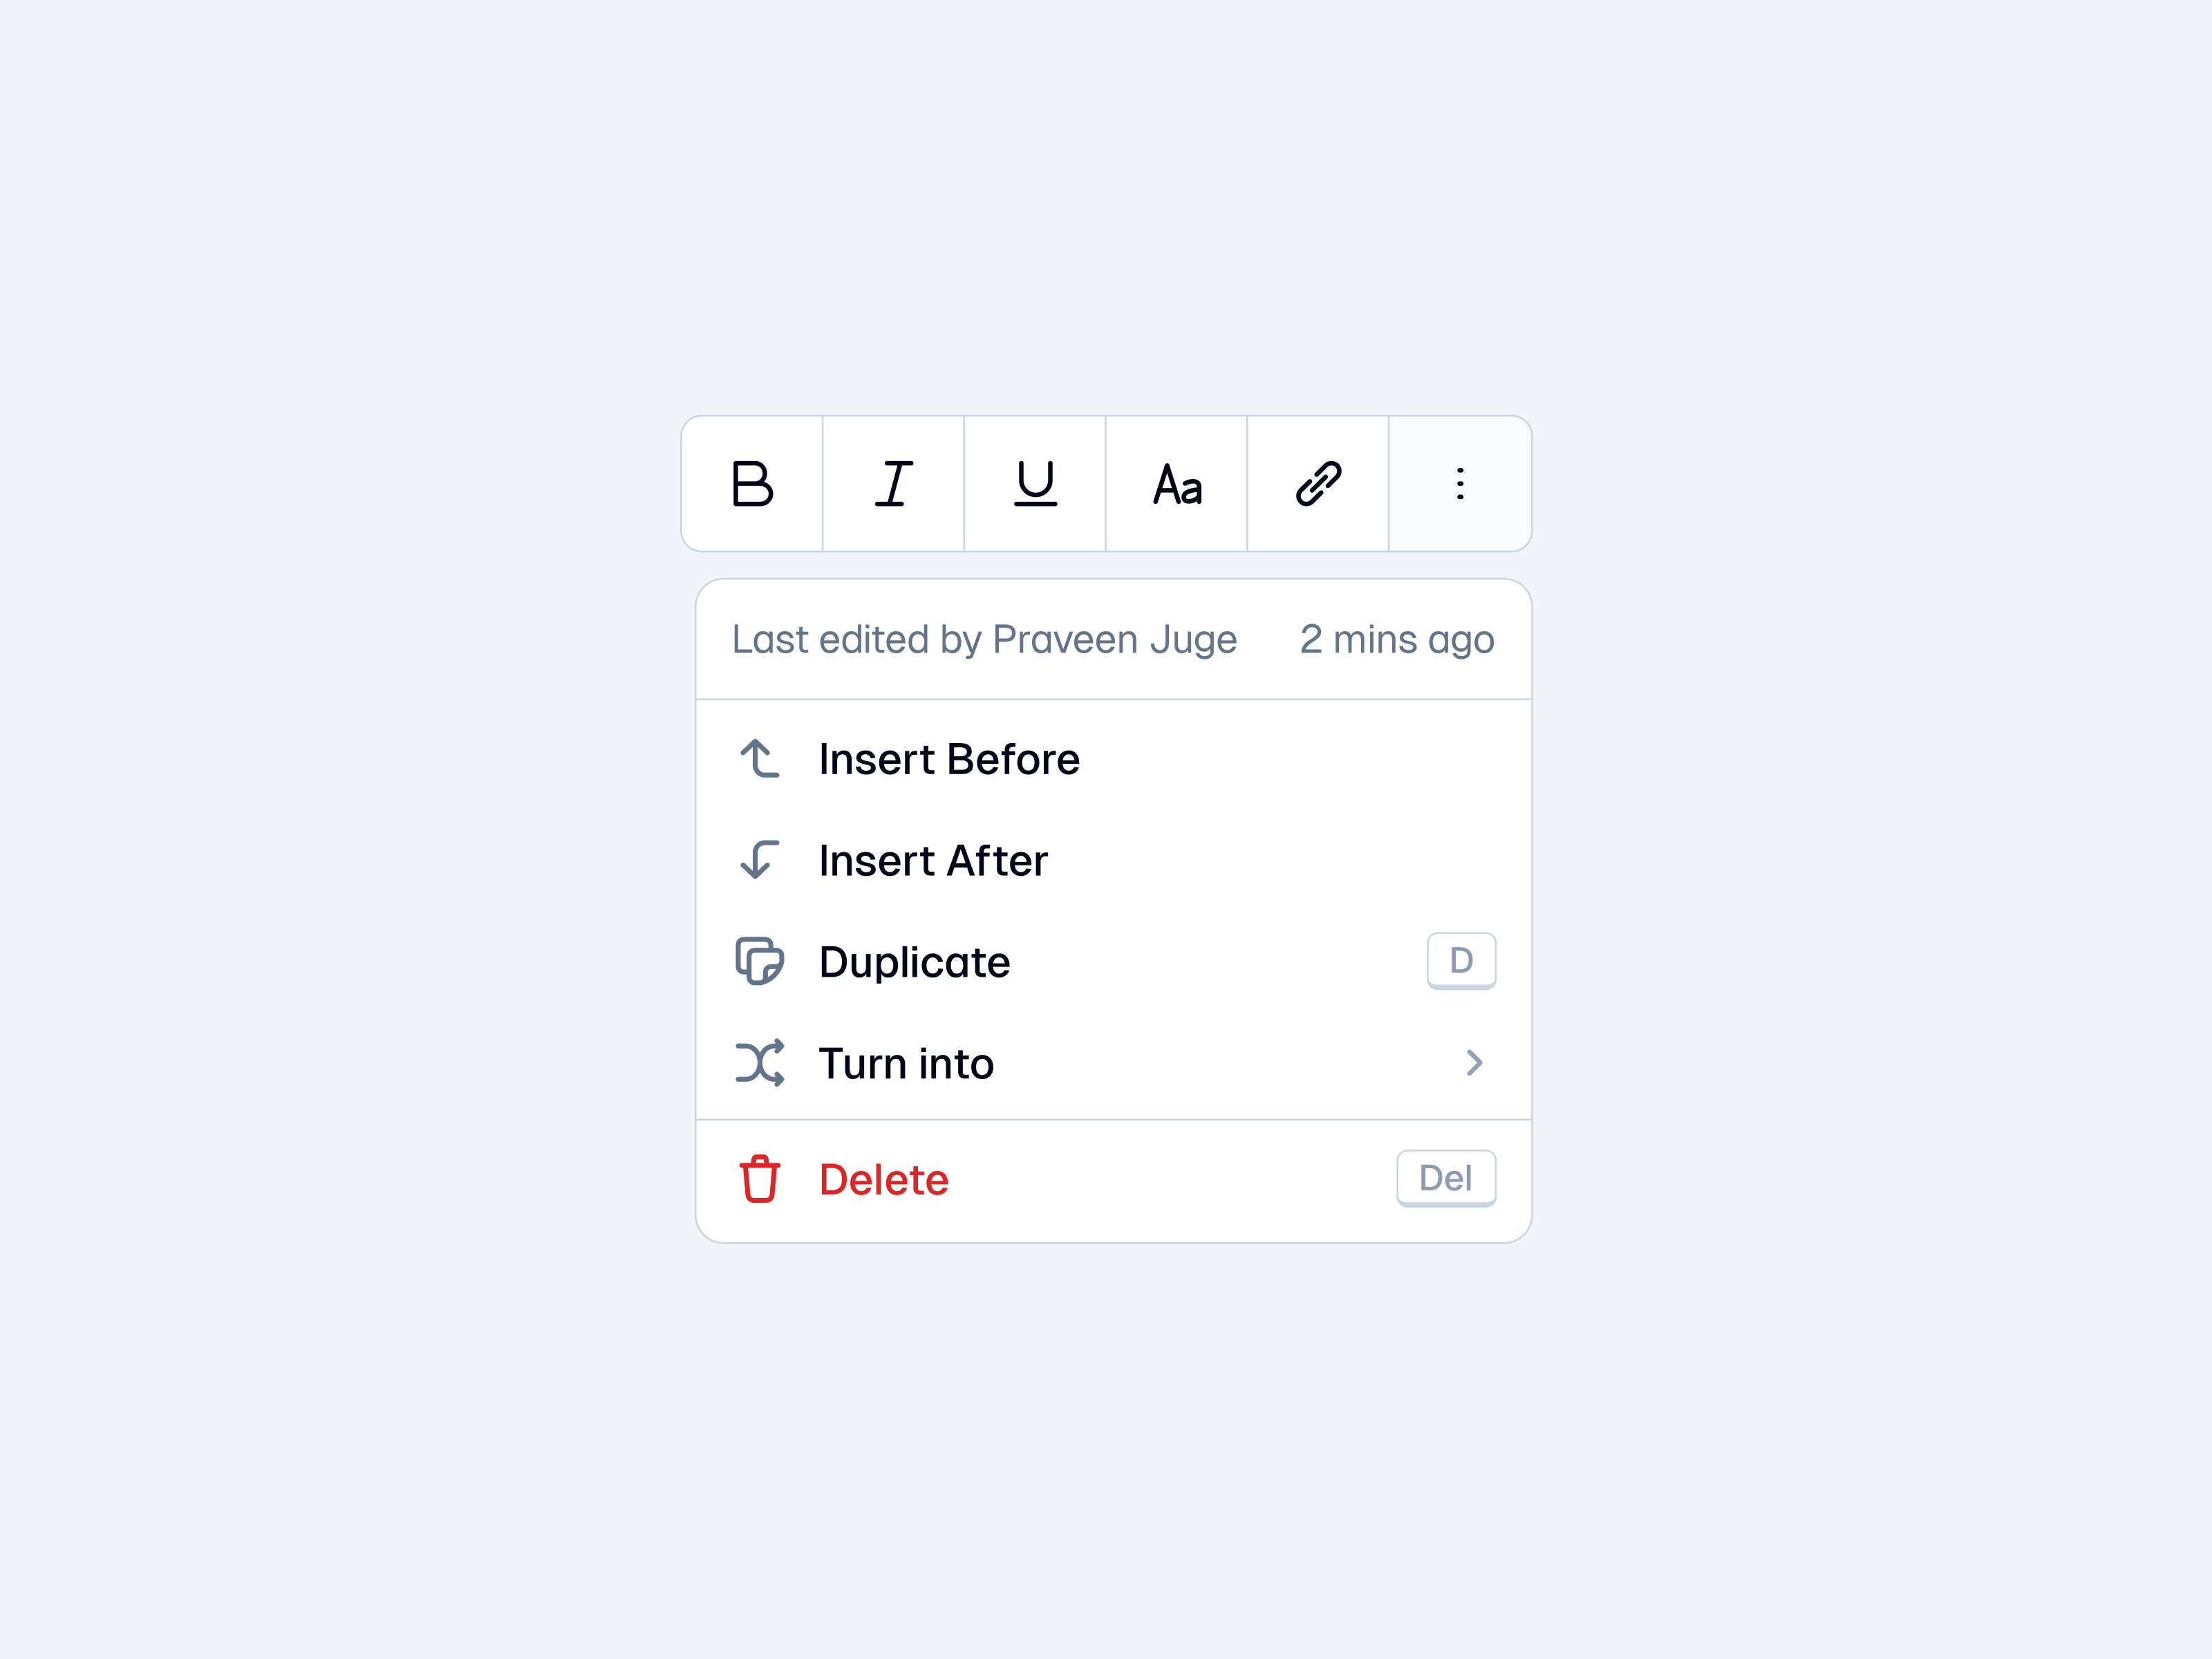 B I U Aa
Last edited by Praveen Juge 2 mins ago
Insert Before
Insert After
Duplicate D
Turn into
Delete Del